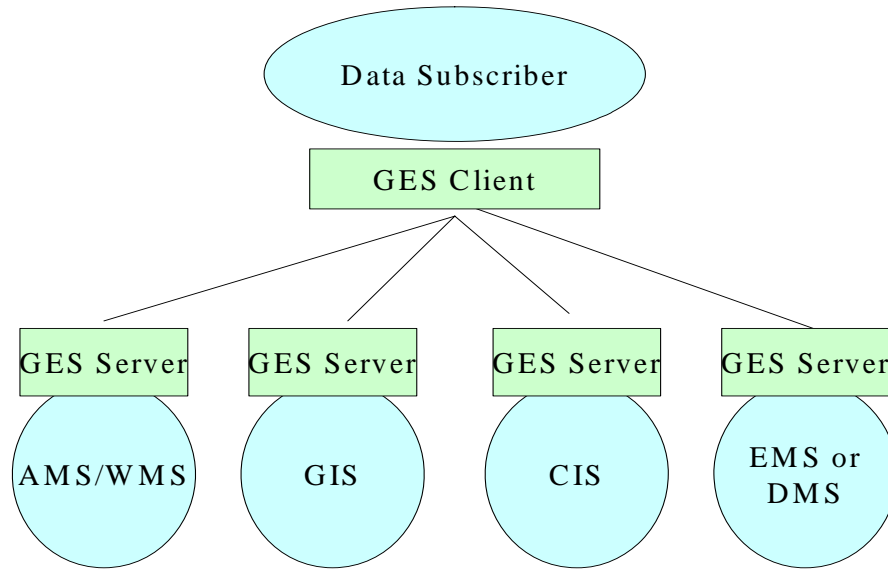 Data Subscriber
GES Client
GES Server
GES Server
GES Server
GES Server
AMS/WMS
GIS
CIS
EMS or
DMS